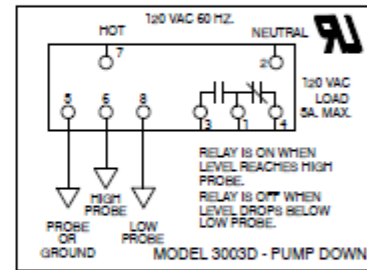 120 VAC 60 HZ.
HOT
NEUTRAL
7
2
120 VAC
LOAD
5A. MAX.
5
6
8
3
1
4
RELAY IS ON WHEN
LEVEL REACHES HIGH
PROBE.
RELAY IS OFF WHEN
LEVEL DROPS BELOW
LOW PROBE.
HIGH
PROBE
PROBE
OR
GROUND
LOW
PROBE
MODEL 3003D - PUMP DOWN